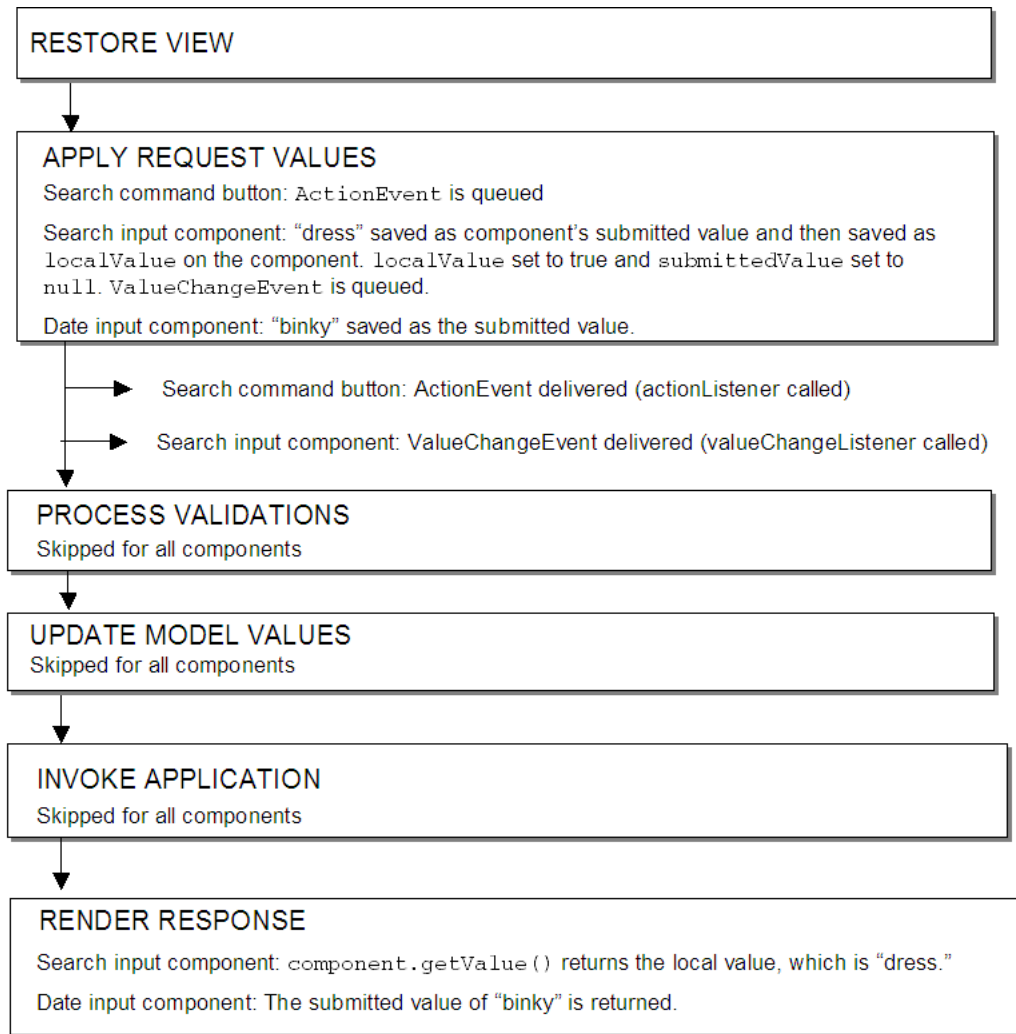 RESTORE VIEW
APPLY REQUEST VALUES
Search command button: ActionEvent is queued
Search input component: “dress” saved as component’s submitted value and then saved as
localValue on the component. localValue set to true and submittedValue set to
null. ValueChangeEvent is queued.
Date input component: “binky” saved as the submitted value.
Search command button: ActionEvent delivered (actionListener called)
Search input component: ValueChangeEvent delivered (valueChangeListener called)
PROCESS VALIDATIONS
Skipped for all components
UPDATE MODEL VALUES
Skipped for all components
INVOKE APPLICATION
Skipped for all components
RENDER RESPONSE
Search input component: component.getValue() returns the local value, which is “dress.”
Date input component: The submitted value of “binky” is returned.